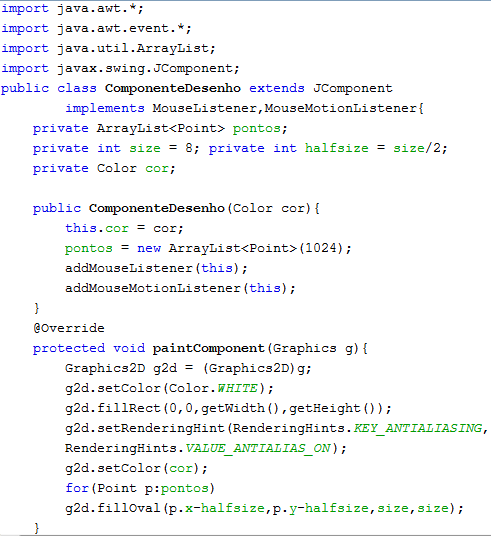 import java.awt.*;
import java.awt.event.*;
import java.util.ArrayList;
import javax.swing.JComponent;
public class ComponenteDesenho extends JComponent
        implements MouseListener,MouseMotionListener{
    private ArrayList<Point> pontos;
    private int size = 8; private int halfsize = size/2;
    private Color cor;

    public ComponenteDesenho(Color cor){
        this.cor = cor;
        pontos = new ArrayList<Point>(1024);
        addMouseListener(this);
        addMouseMotionListener(this);
    }
    @Override
    protected void paintComponent(Graphics g){
        Graphics2D g2d = (Graphics2D)g;
        g2d.setColor(Color.WHITE);
        g2d.fillRect(0,0,getWidth(),getHeight());
        g2d.setRenderingHint(RenderingHints.KEY_ANTIALIASING,
        RenderingHints.VALUE_ANTIALIAS_ON);
        g2d.setColor(cor);
        for(Point p:pontos)
        g2d.fillOval(p.x-halfsize,p.y-halfsize,size,size);
    }